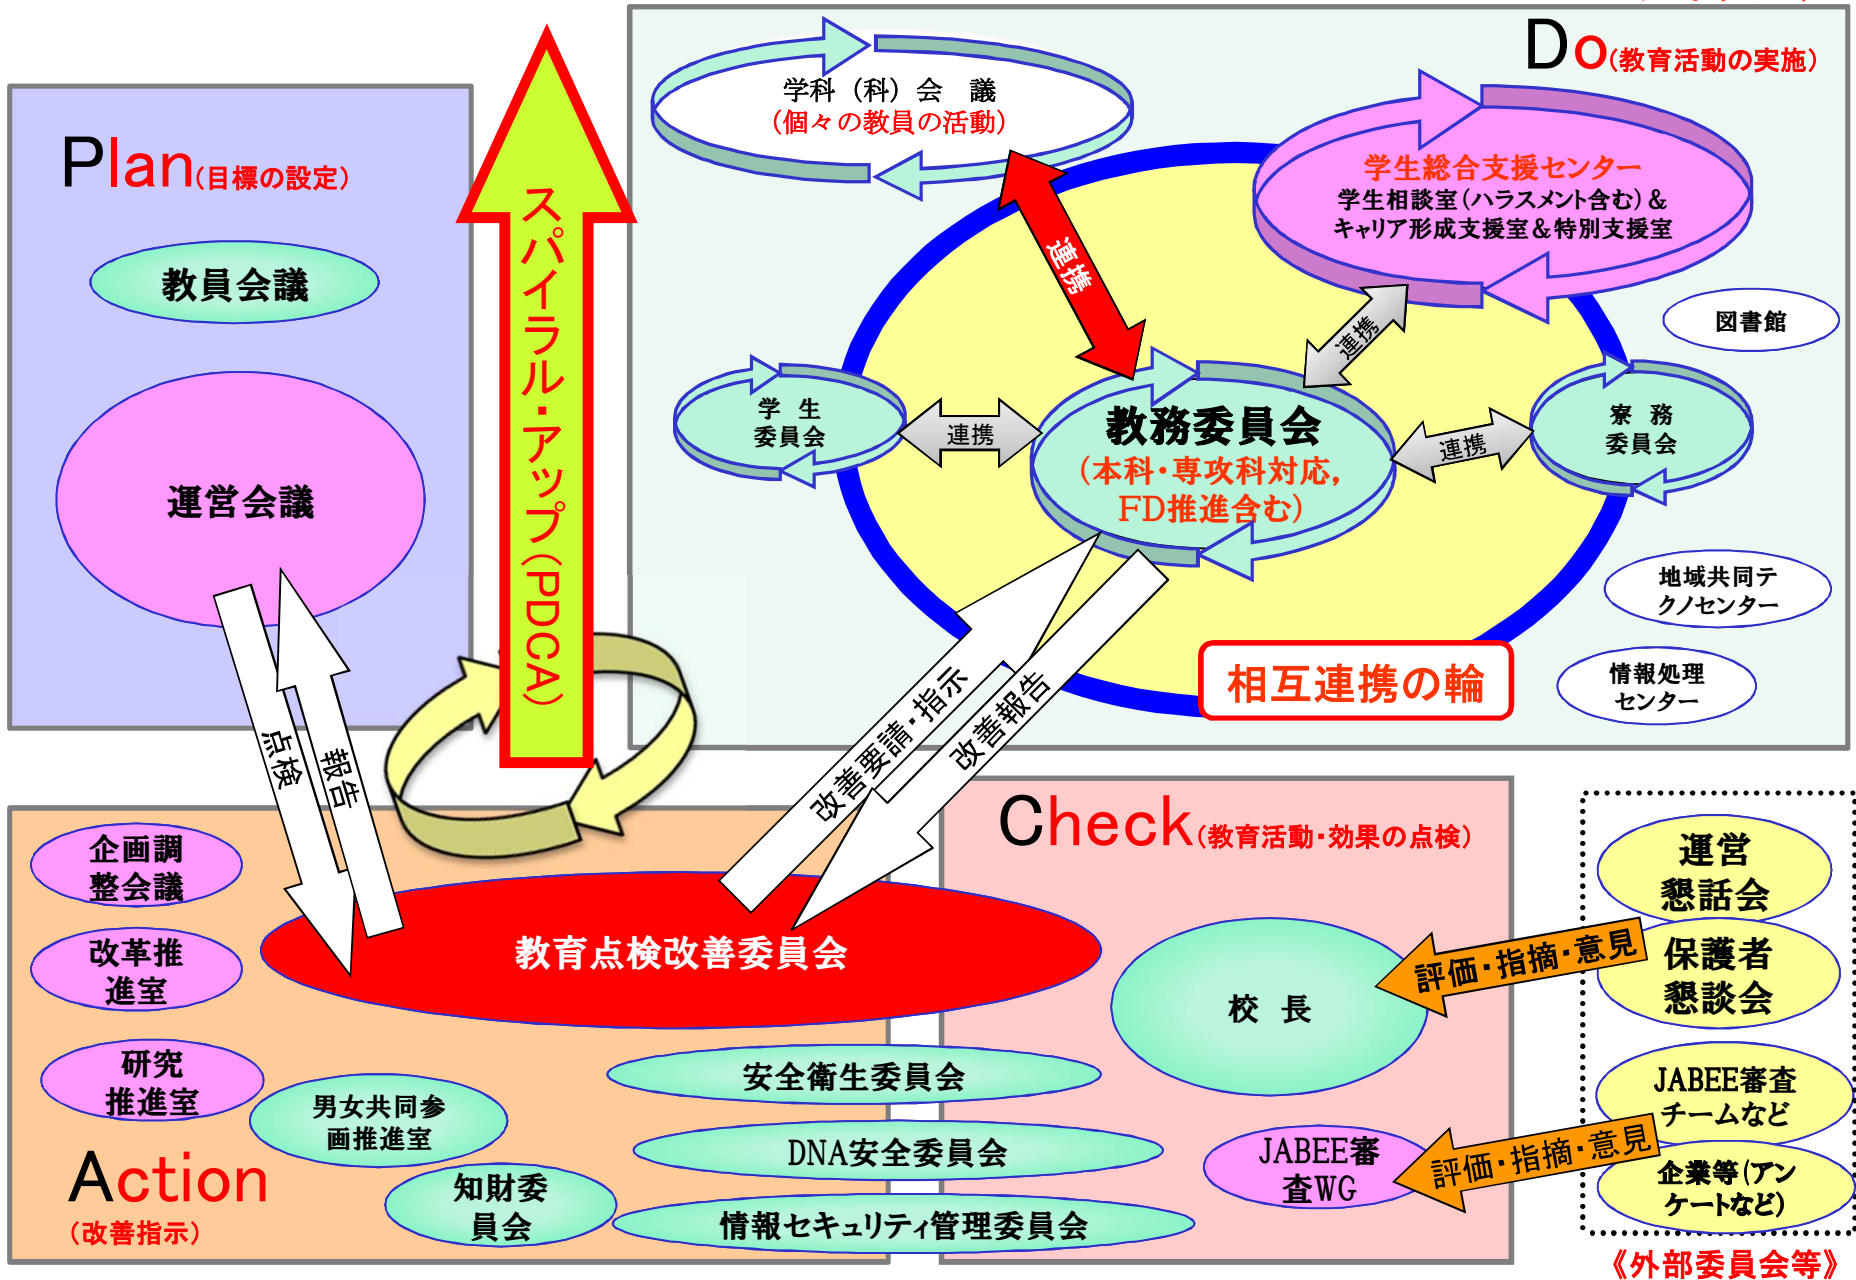 Plan(目標の設定)
教員会議
運営会議
点検
報告
スパイラル・アップ(PDCA)
Do(教育活動の実施)
学科(科)会 議
(個々の教員の活動)
連携
学生総合支援センター
学生相談室(ハラスメント含む)&
キャリア形成支援室&特別支援室
連携
図書館
学 生
委員会
連携
教務委員会
(本科・専攻科対応,
FD推進含む)
連携
寮 務
委員会
地域共同テ
クノセンター
情報処理
センター
相互連携の輪
改善要請・指示
改善報告
Check(教育活動・効果の点検)
企画調
整会議
改革推
進室
研究
推進室
教育点検改善委員会
校 長
安全衛生委員会
男女共同参
画推進室
DNA安全委員会
JABEE審
査WG
知財委
員会
情報セキュリティ管理委員会
Action
(改善指示)
運営
懇話会
評価・指摘・意見
保護者
懇談会
JABEE審査
チームなど
評価・指摘・意見
企業等(アン
ケートなど)
《外部委員会等》